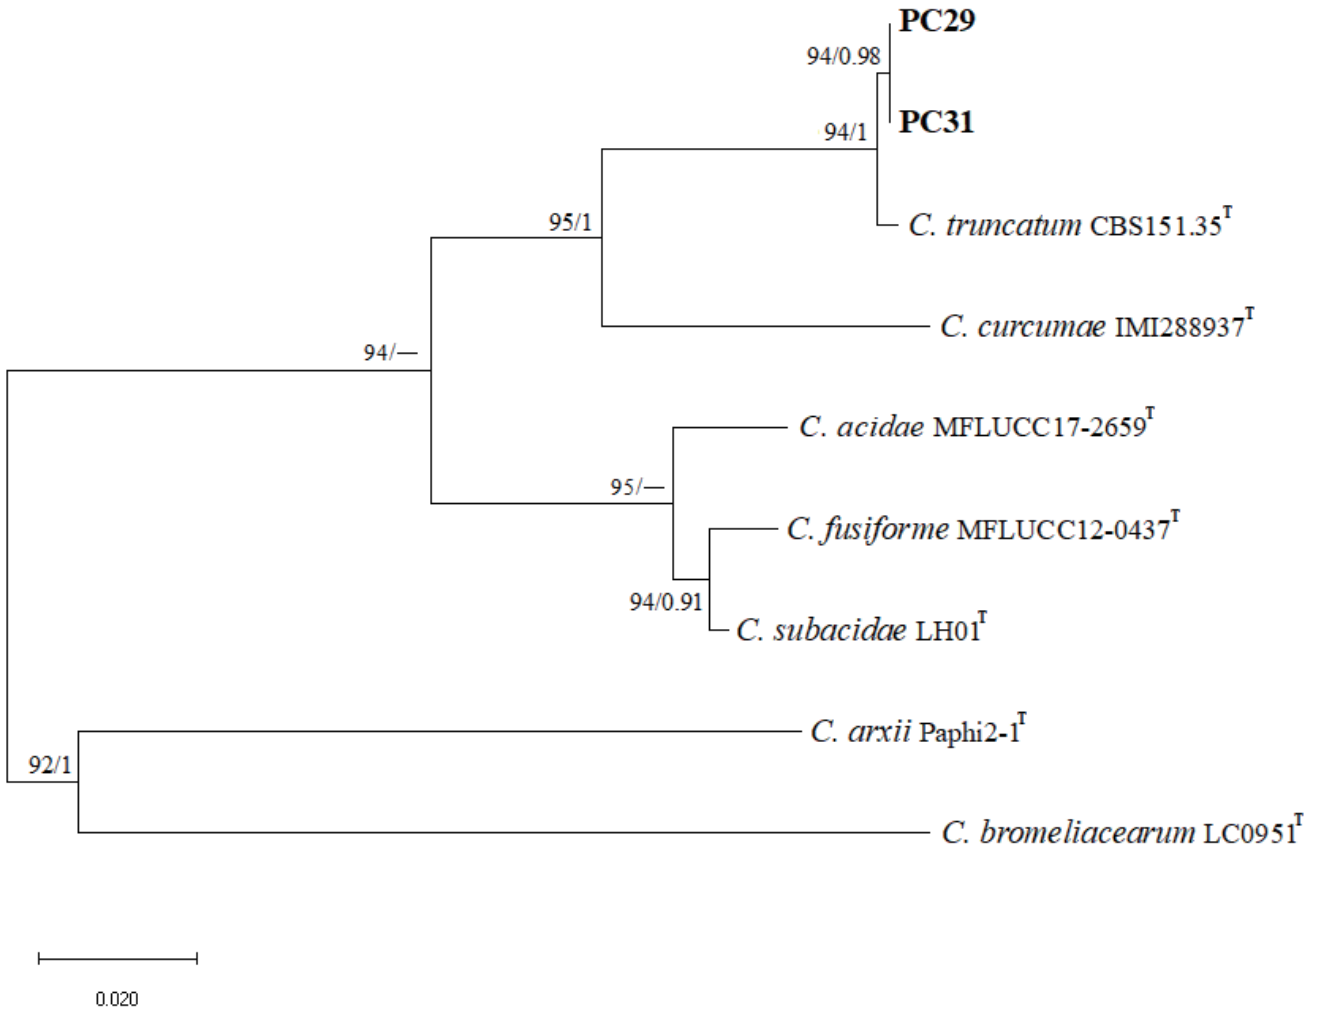 PC29
94/0.98
PC31
94/1
C. truncatum CBS151.35T
95/1
C. curcumae IMI288937T
94/—
C. acidae MFLUCC17-2659T
95/—
C. fusiforme MFLUCC12-0437T
94/0.91
C. subacidae LH01T
C. arxii Paphi2-1T
92/1
C. bromeliacearum LC0951T
0.020